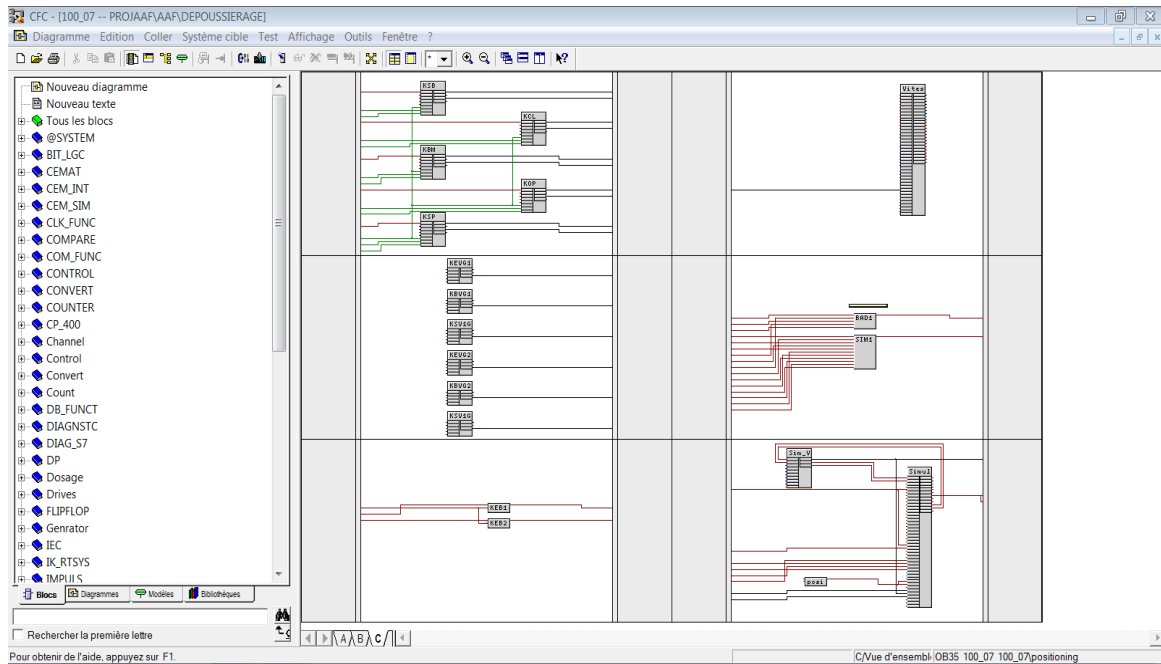 CFC - [100_07 -- PROJAAF\AAF\DEPOUSSIERAGE]
Diagramme Edition Coller Système cible Test Affichage Outils Fenêtre ?
Nouveau diagramme
Nouveau texte
Tous les blocs
@SYSTEM
BIT_LGC
CEMAT
CEM_INT
CEM_SIM
CLK_FUNC
COMPARE
COM_FUNC
CONTROL
CONVERT
COUNTER
CP_400
Channel
Control
Convert
Count
DB_FUNCT
DIAGNSTC
DIAG_S7
DP
Dosage
Drives
FLIPFLOP
Genrator
IEC
IK_RTSYS
IMPULS
Blocs Diagrammes Modèles Bibliothéques
Rechercher la première lettre
KSD
KCL
KBM
KOP
KSP
KEVG1
KBVG1
KSV1G
KEVG2
KBVG2
KSV1G
KEB1
KEB2
Vites
BAD1
SIM1
Sim_V
Simul
posi
A B C
Pour obtenir de l'aide, appuyez sur F1.
C/Vue d'ensembl OB35 100_07 100_07\positioning